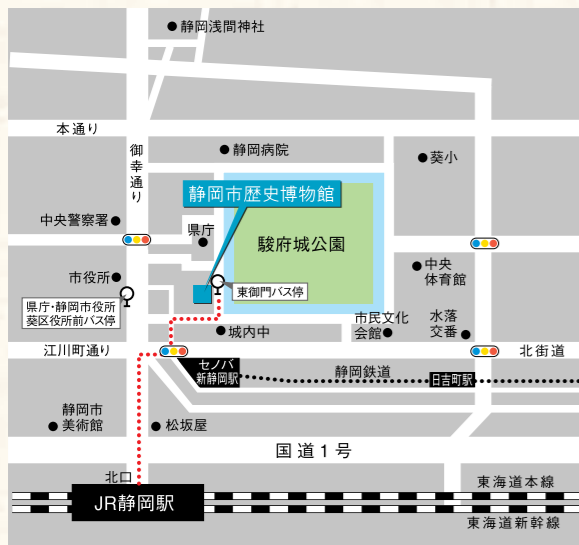 静岡浅間神社
本通り
御幸通り
静岡病院
葵小
静岡市歴史博物館
中央警察署
県庁
駿府城公園
市役所
東御門バス停
中央
体育館
県庁・静岡市役所
葵区役所前バス停
城内中
市民文化
会館
水落
交番
江川町通り
北街道
セノバ
新静岡駅
静岡鉄道
日吉町駅
静岡市
美術館
松坂屋
国道1号
北口
JR静岡駅
東海道本線
東海道新幹線